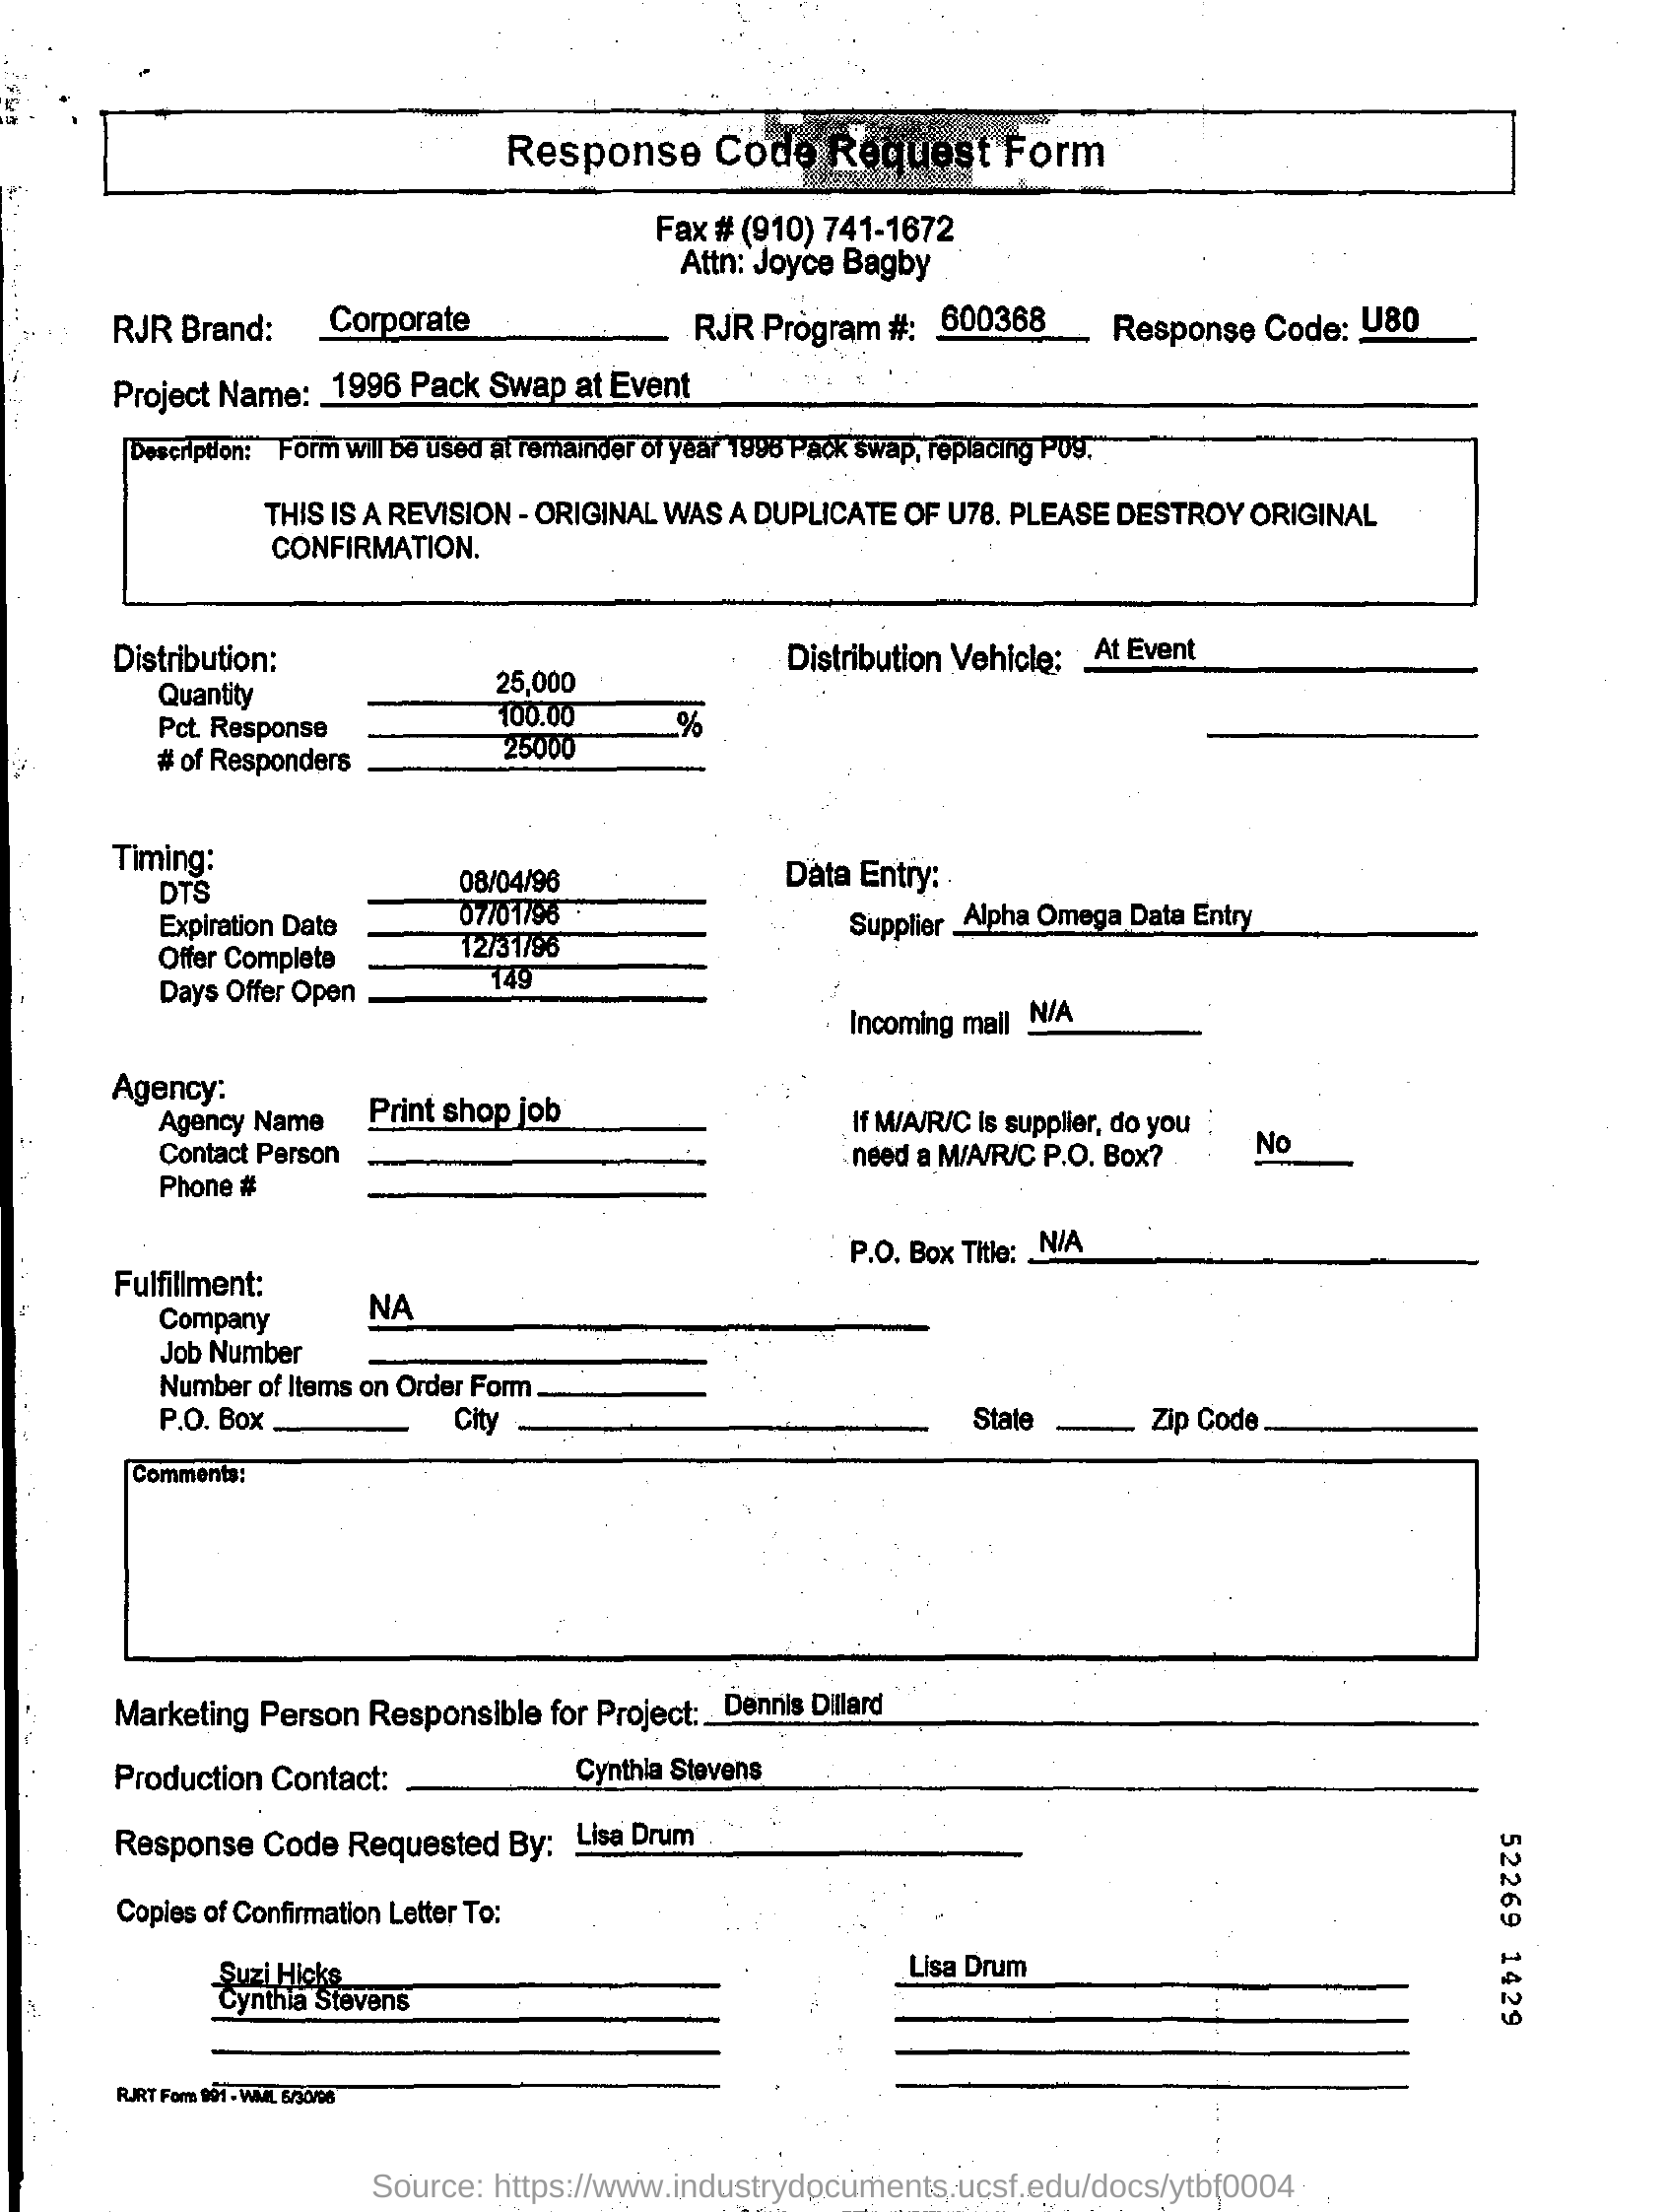 Response Code Request Form
Fax # (910) 741-1672
Attn: Joyce Bagby
RJR Brand: Corporate RJR Program #: 600368 Response Code: U80
Project Name: 1996 Pack Swap at Event
Description: Form will be used at remainder of year 1996 Pack swap, replacing P09.
THIS IS A REVISION - ORIGINAL WAS A DUPLICATE OF U78. PLEASE DESTROY ORIGINAL
CONFIRMATION.
Distribution: Distribution Vehicle: At Event
Quantity 25,000
Pct. Response 100.00 %
# of Responders 25000
Timing:
DTS 08/04/96
Expiration Date 07/01/96
Offer Complete 12/31/96
Days Offer Open 149
Data Entry:
Supplier Alpha Omega Data Entry
Incoming mail N/A
Agency:
Agency Name Print shop job
Contact Person
Phone #
If M/A/R/C is supplier, do you
need a M/A/R/C P.O. Box? No
P.O. Box Title: N/A
Fulfillment:
Company NA
Job Number
Number of Items on Order Form
P.O. Box City State Zip Code
Comments:
Marketing Person Responsible for Project: Dennis Dillard
Production Contact: Cynthia Stevens
Response Code Requested By: Lisa Drum
Copies of Confirmation Letter To:
Suzi Hicks Lisa Drum
Cynthia Stevens
RJRT Form 991 - WML 5/30/96
52269 1429
Source: https://www.industrydocuments.ucsf.edu/docs/ytbf0004